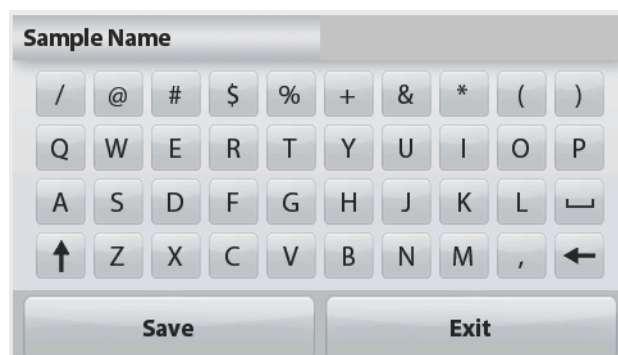 Sample Name
/ @ # $ % + & * ( )
Q W E R T Y U I O P
A S D F G H J K L
Z X C V B N M ,
Save Exit